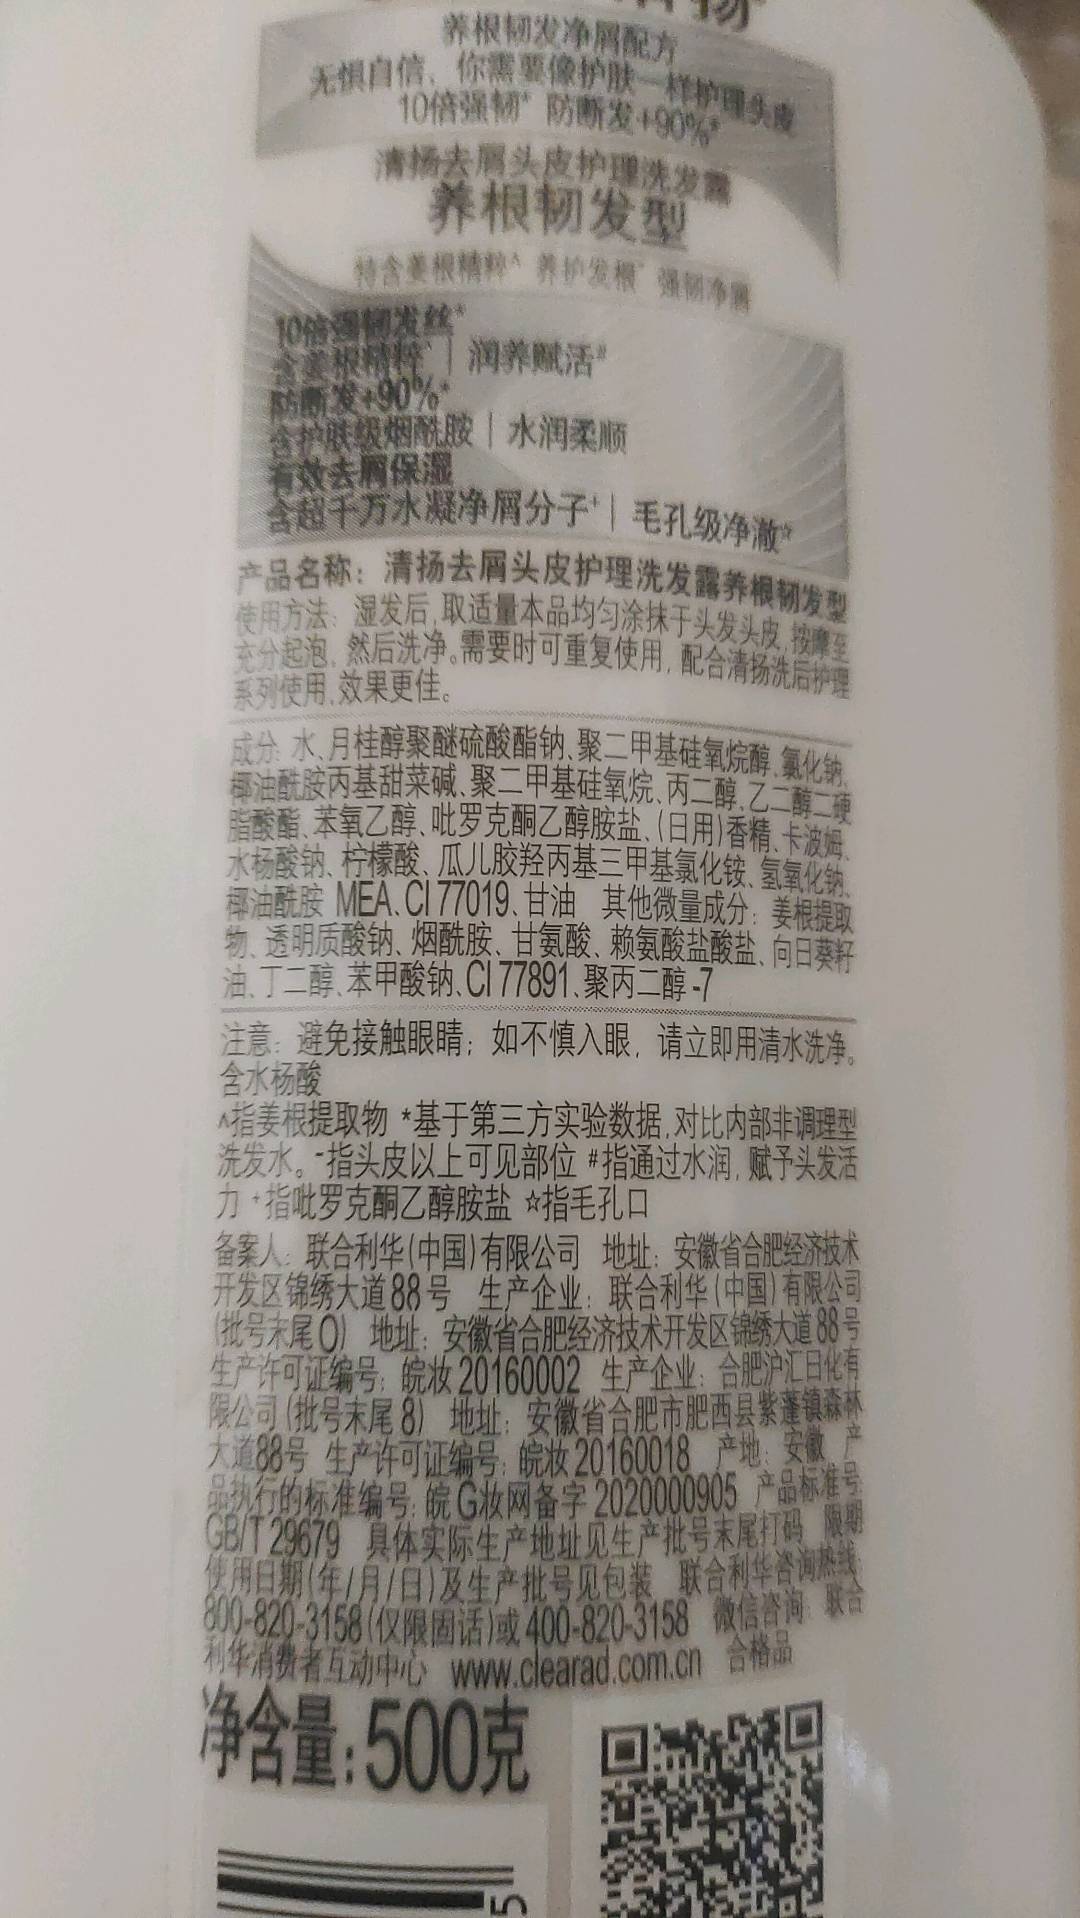 养根韧发净屑配方
无惧自信、你需要像护肤一样护理头皮
10倍强韧* 防断发+90%*
清扬去屑头皮护理洗发露
养根韧发型
特含姜根精粹^ 养护发根~ 强韧净屑
10倍强韧发丝*
含姜根精粹^ | 润养赋活#
防断发+90%*
含护肤级烟酰胺 | 水润柔顺
有效去屑保湿
含超千万水凝净屑分子+ | 毛孔级净澈☆
产品名称：清扬去屑头皮护理洗发露养根韧发型
使用方法：湿发后,取适量本品均匀涂抹于头发头皮,按摩至
充分起泡，然后洗净。需要时可重复使用，配合清扬洗后护理
系列使用,效果更佳。
成分：水、月桂醇聚醚硫酸酯钠、聚二甲基硅氧烷醇、氯化钠、
椰油酰胺丙基甜菜碱、聚二甲基硅氧烷、丙二醇、乙二醇二硬
脂酸酯、苯氧乙醇、吡罗克酮乙醇胺盐、(日用)香精、卡波姆、
水杨酸钠、柠檬酸、瓜儿胶羟丙基三甲基氯化铵、氢氧化钠、
椰油酰胺 MEA、CI 77019、甘油 其他微量成分：姜根提取
物、透明质酸钠、烟酰胺、甘氨酸、赖氨酸盐酸盐、向日葵籽
油、丁二醇、苯甲酸钠、CI 77891、聚丙二醇-7
注意：避免接触眼睛；如不慎入眼，请立即用清水洗净。
含水杨酸
^指姜根提取物 *基于第三方实验数据,对比内部非调理型
洗发水。~指头皮以上可见部位 #指通过水润,赋予头发活
力 +指吡罗克酮乙醇胺盐 ☆指毛孔口
备案人：联合利华(中国)有限公司 地址：安徽省合肥经济技术
开发区锦绣大道88号 生产企业：联合利华(中国)有限公司
(批号末尾O) 地址：安徽省合肥经济技术开发区锦绣大道88号
生产许可证编号：皖妆20160002 生产企业：合肥沪汇日化有
限公司(批号末尾8) 地址：安徽省合肥市肥西县紫蓬镇森林
大道88号 生产许可证编号：皖妆20160018 产地：安徽 产
品执行的标准编号：皖G妆网备字2020000905 产品标准号:
GB/T 29679 具体实际生产地址见生产批号末尾打码 限期
使用日期(年/月/日)及生产批号见包装 联合利华咨询热线:
800-820-3158(仅限固话)或400-820-3158 微信咨询：联合
利华消费者互动中心 www.clearad.com.cn 合格品
净含量:500克
5